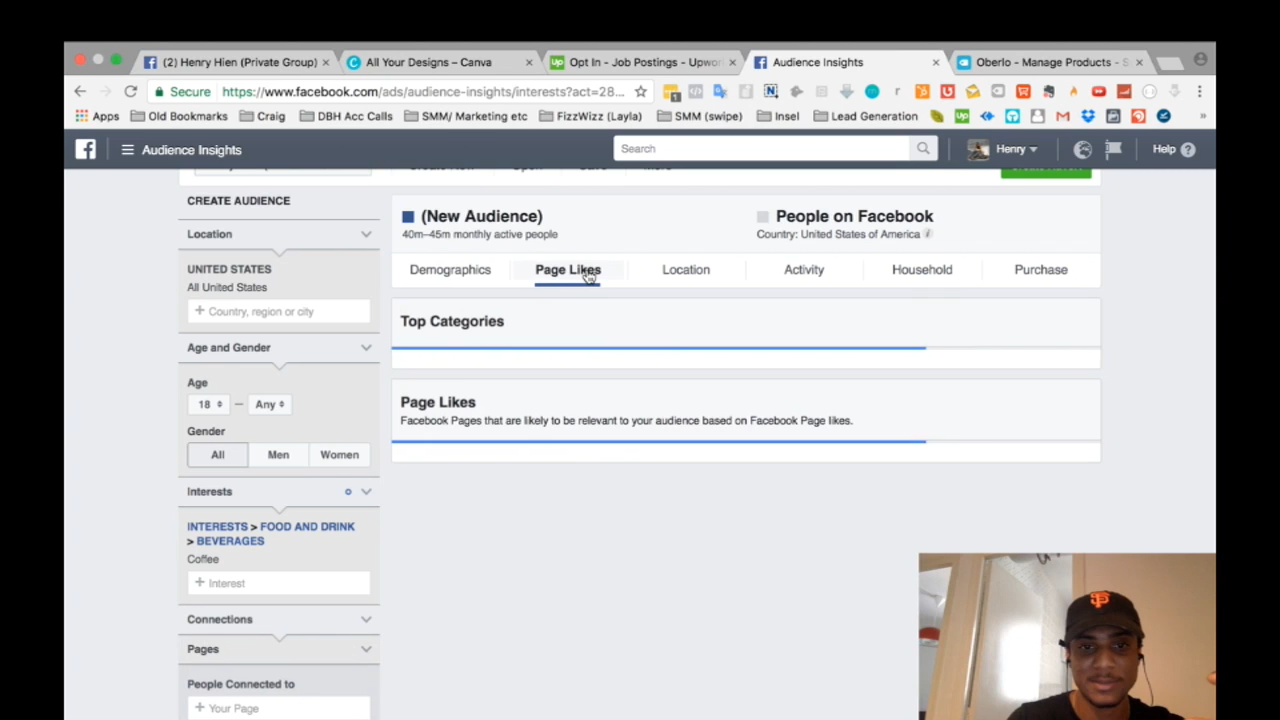 (2) Henry Hien (Private Group) ×
All Your Designs – Canva ×
Opt In - Job Postings - Upwor ×
Audience Insights ×
Oberlo - Manage Products - S ×
Secure https://www.facebook.com/ads/audience-insights/interests?act=28...
Apps Old Bookmarks Craig DBH Acc Calls SMM/ Marketing etc FizzWizz (Layla) SMM (swipe) Insel Lead Generation »
Audience Insights Search Henry Help
CREATE AUDIENCE
Location
UNITED STATES
All United States
+ Country, region or city
Age and Gender
Age
18 – Any
Gender
All Men Women
Interests
INTERESTS > FOOD AND DRINK
> BEVERAGES
Coffee
+ Interest
Connections
Pages
People Connected to
+ Your Page
(New Audience)
40m–45m monthly active people
People on Facebook
Country: United States of America
Demographics Page Likes Location Activity Household Purchase
Top Categories
Page Likes
Facebook Pages that are likely to be relevant to your audience based on Facebook Page likes.